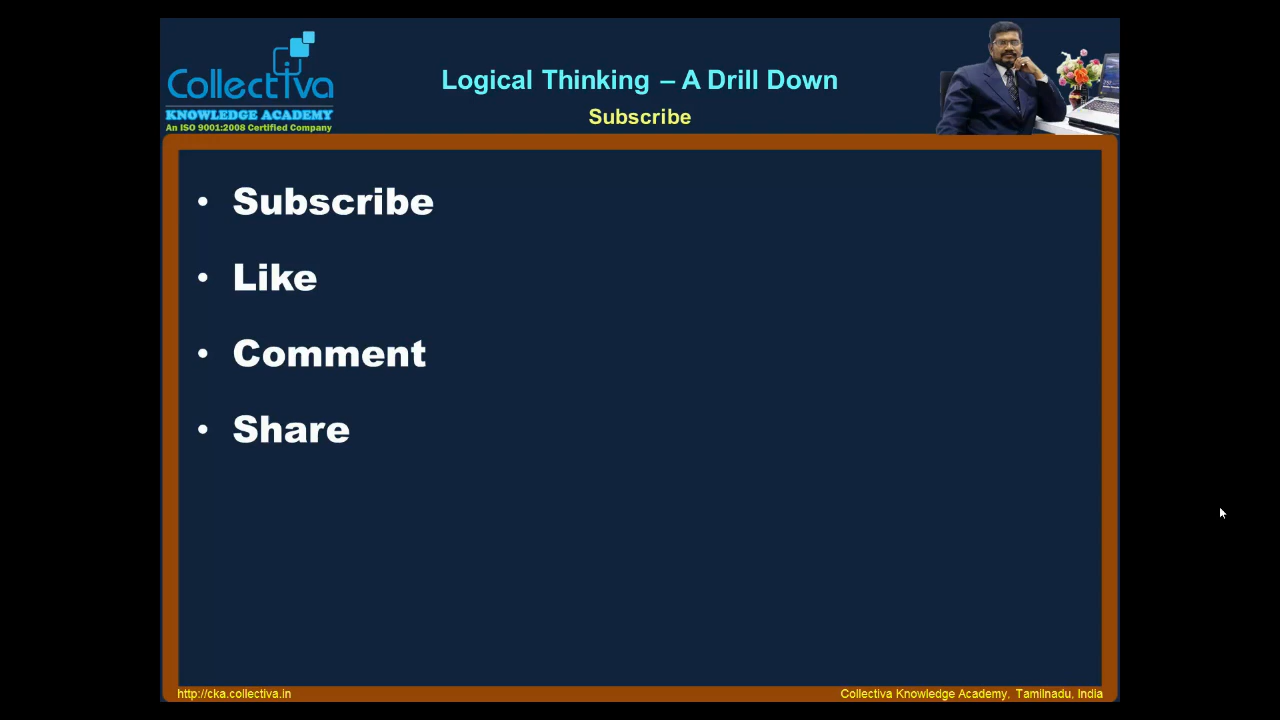 Collectiva
KNOWLEDGE ACADEMY
An ISO 9001:2008 Certified Company
Logical Thinking – A Drill Down
Subscribe
• Subscribe
• Like
• Comment
• Share
http://cka.collectiva.in
Collectiva Knowledge Academy, Tamilnadu, India